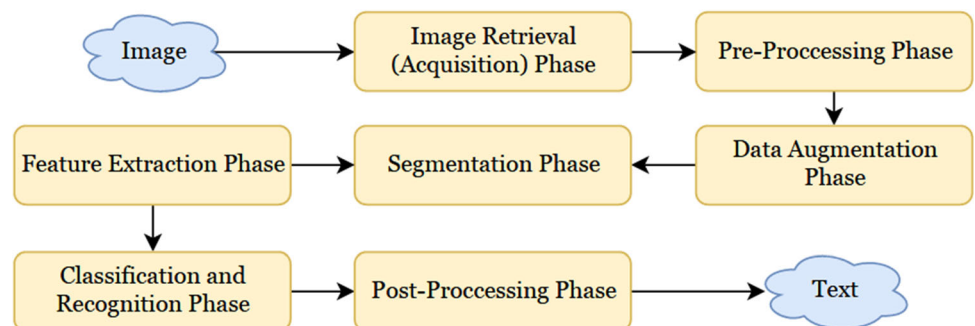 Image
Image Retrieval
(Acquisition) Phase
Pre-Proccessing Phase
Feature Extraction Phase
Segmentation Phase
Data Augmentation
Phase
Classification and
Recognition Phase
Post-Proccessing Phase
Text